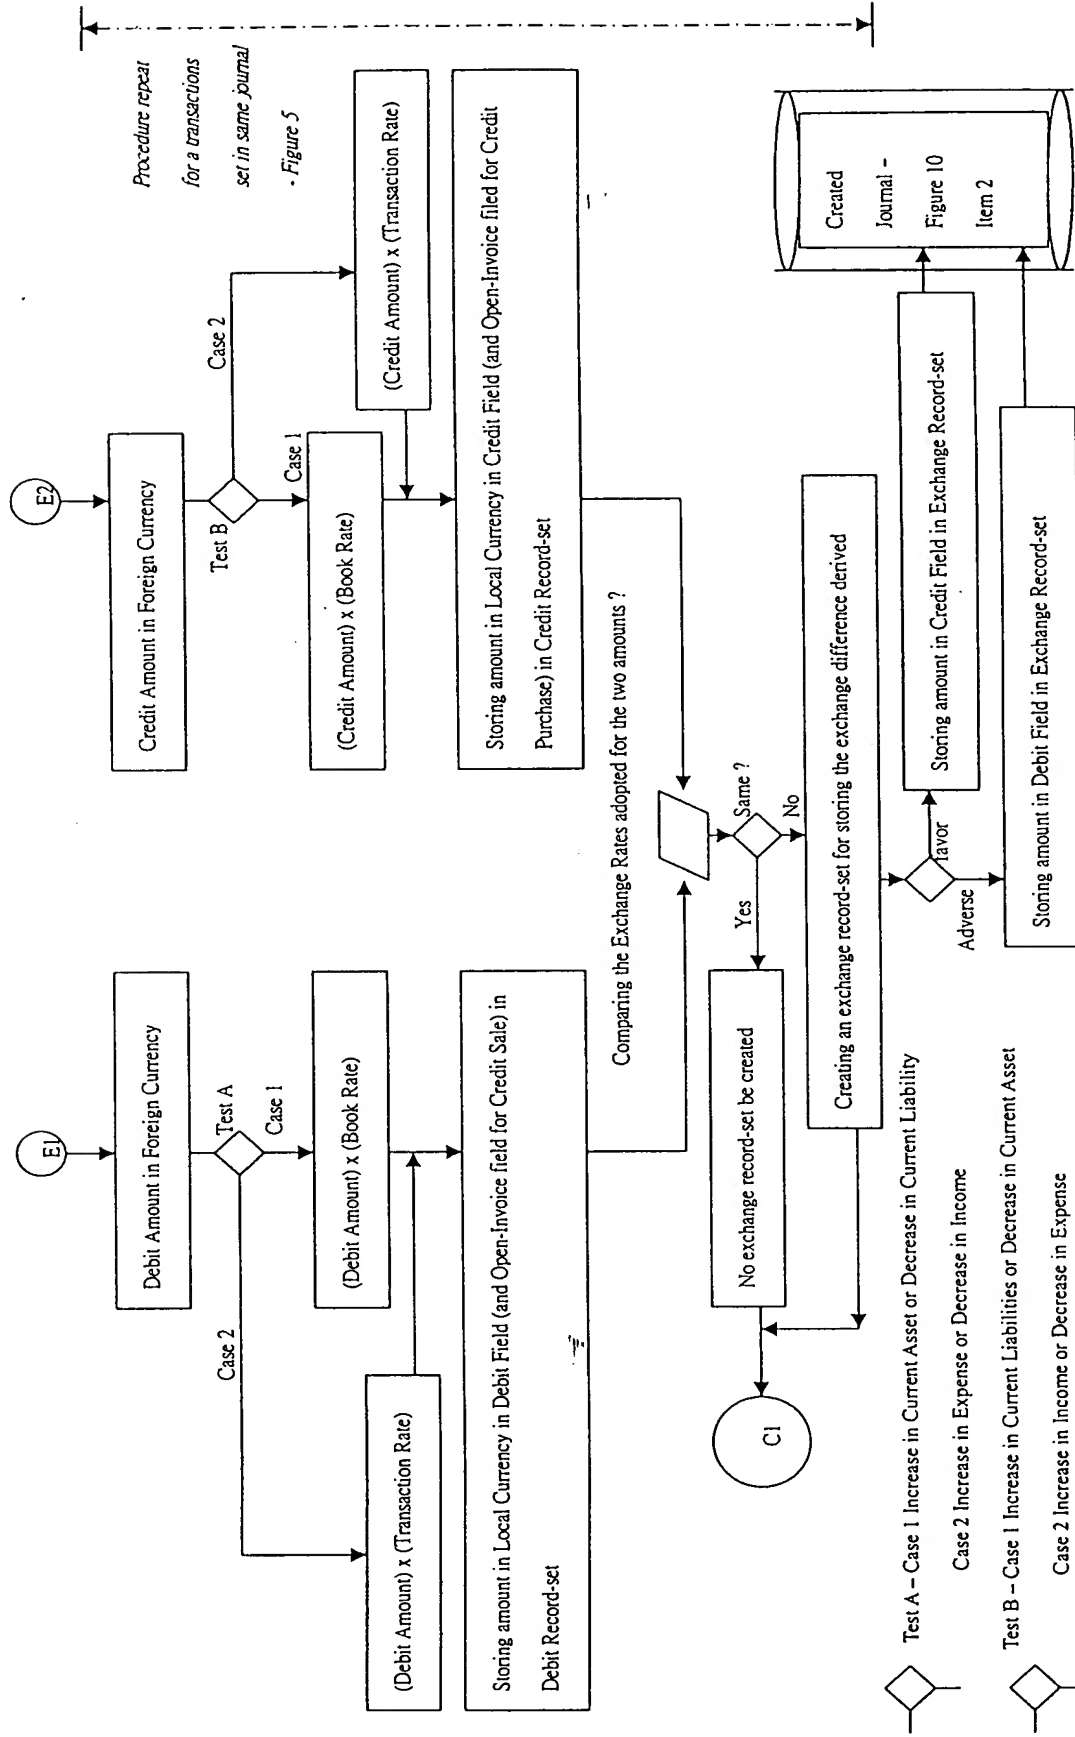 E1
E2
Debit Amount in Foreign Currency
Credit Amount in Foreign Currency
Procedure repeat
for a transactions
set in same journal
- Figure 5
Test A
Case 1
Case 2
Test B
Case 1
Case 2
(Debit Amount) x (Book Rate)
(Debit Amount) x (Transaction Rate)
(Credit Amount) x (Book Rate)
(Credit Amount) x (Transaction Rate)
Storing amount in Local Currency in Debit Field (and Open-Invoice field for Credit Sale) in
Debit Record-set
Storing amount in Local Currency in Credit Field (and Open-Invoice filed for Credit
Purchase) in Credit Record-set
Comparing the Exchange Rates adopted for the two amounts ?
Same ?
Yes
No
No exchange record-set be created
C1
Creating an exchange record-set for storing the exchange difference derived
favor
Adverse
Storing amount in Credit Field in Exchange Record-set
Storing amount in Debit Field in Exchange Record-set
Created
Journal -
Figure 10
Item 2
Test A – Case 1 Increase in Current Asset or Decrease in Current Liability
Case 2 Increase in Expense or Decrease in Income
Test B – Case 1 Increase in Current Liabilities or Decrease in Current Asset
Case 2 Increase in Income or Decrease in Expense